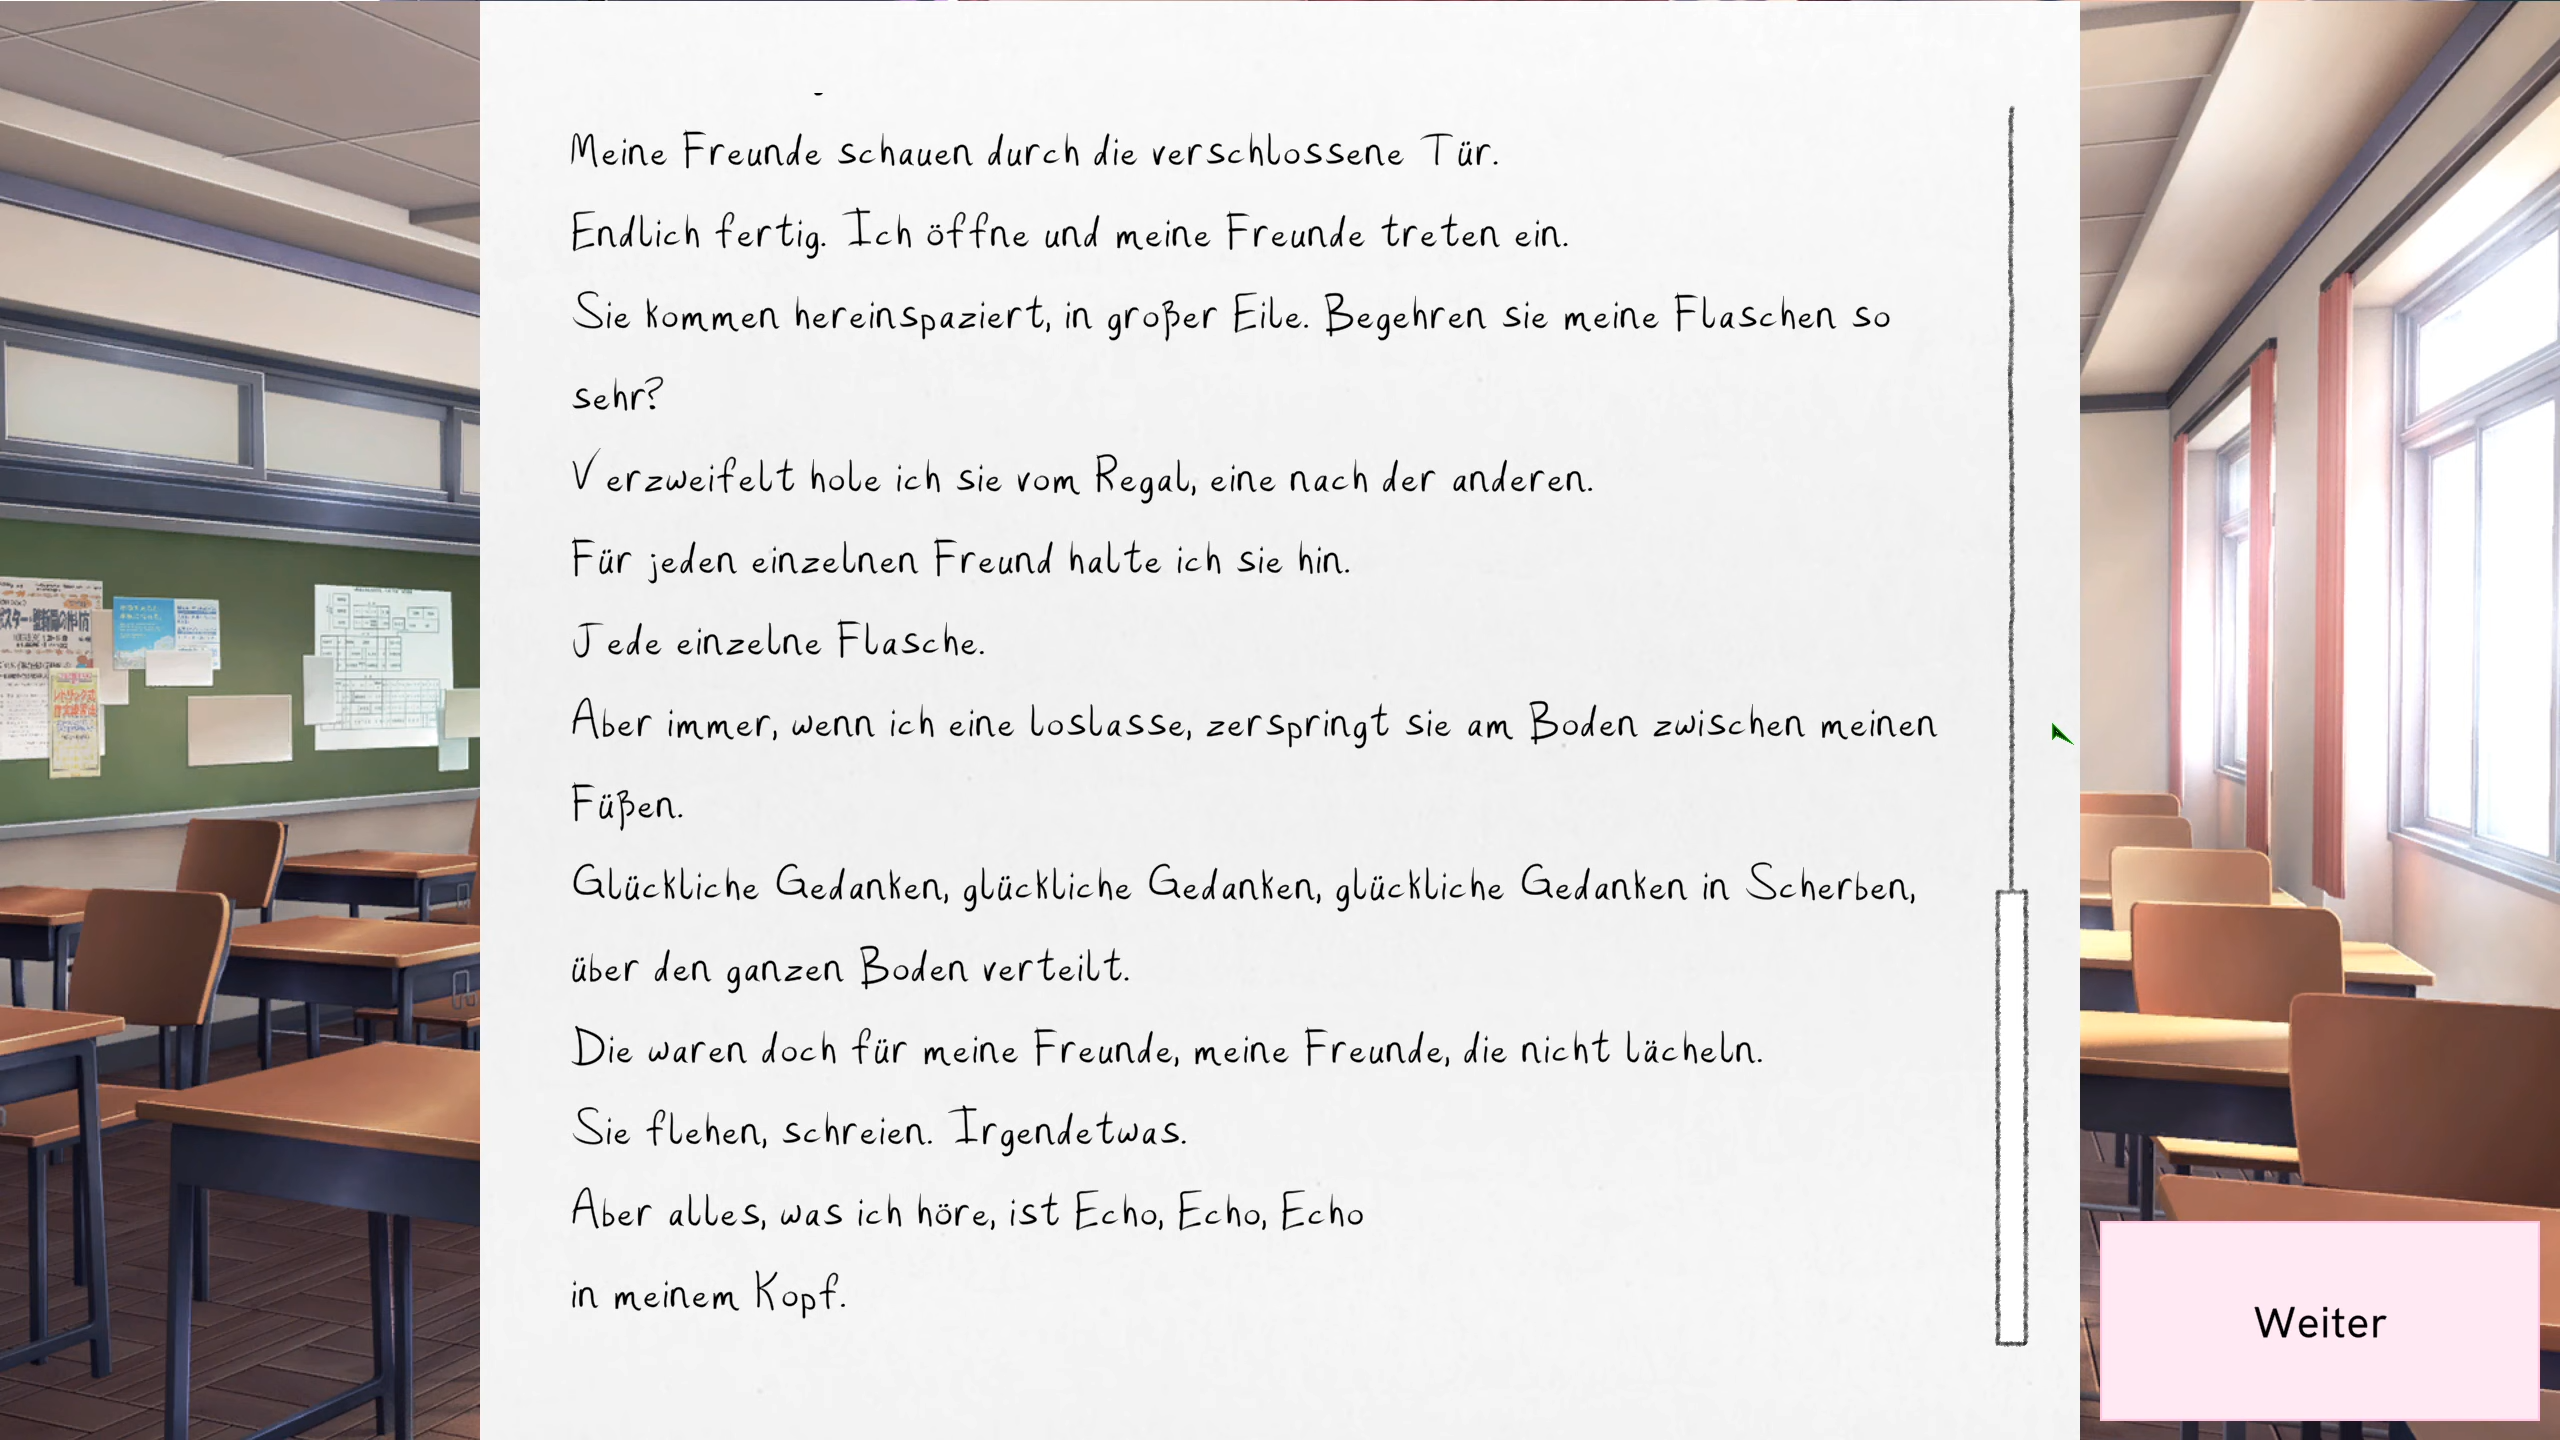 Meine Freunde schauen durch die verschlossene Tür.
Endlich fertig. Ich öffne und meine Freunde treten ein.
Sie kommen hereinspaziert, in großer Eile. Begehren sie meine Flaschen so
sehr?
Verzweifelt hole ich sie vom Regal, eine nach der anderen.
Für jeden einzelnen Freund halte ich sie hin.
Jede einzelne Flasche.
Aber immer, wenn ich eine loslasse, zerspringt sie am Boden zwischen meinen
Füßen.
Glückliche Gedanken, glückliche Gedanken, glückliche Gedanken in Scherben,
über den ganzen Boden verteilt.
Die waren doch für meine Freunde, meine Freunde, die nicht lächeln.
Sie flehen, schreien. Irgendetwas.
Aber alles, was ich höre, ist Echo, Echo, Echo
in meinem Kopf.
Weiter